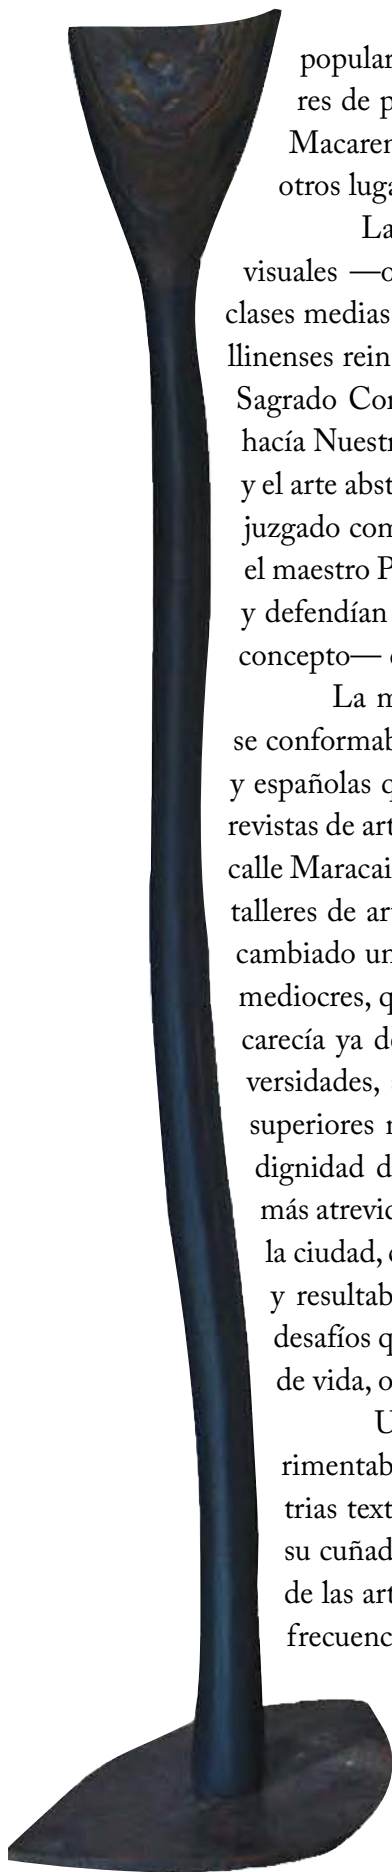 popular
res de p
Macaren
otros luga
La
visuales —o
clases medias
llinenses rein
Sagrado Cor
hacía Nuestr
y el arte abst
juzgado com
el maestro P
y defendían
concepto—
La m
se conformab
y españolas q
revistas de art
calle Maracai
talleres de ar
cambiado un
mediocres, q
carecía ya de
versidades,
superiores
dignidad d
más atrevid
la ciudad,
y resultab
desafíos q
de vida, o
U
rimentab
trias text
su cuñad
de las art
frecuenc